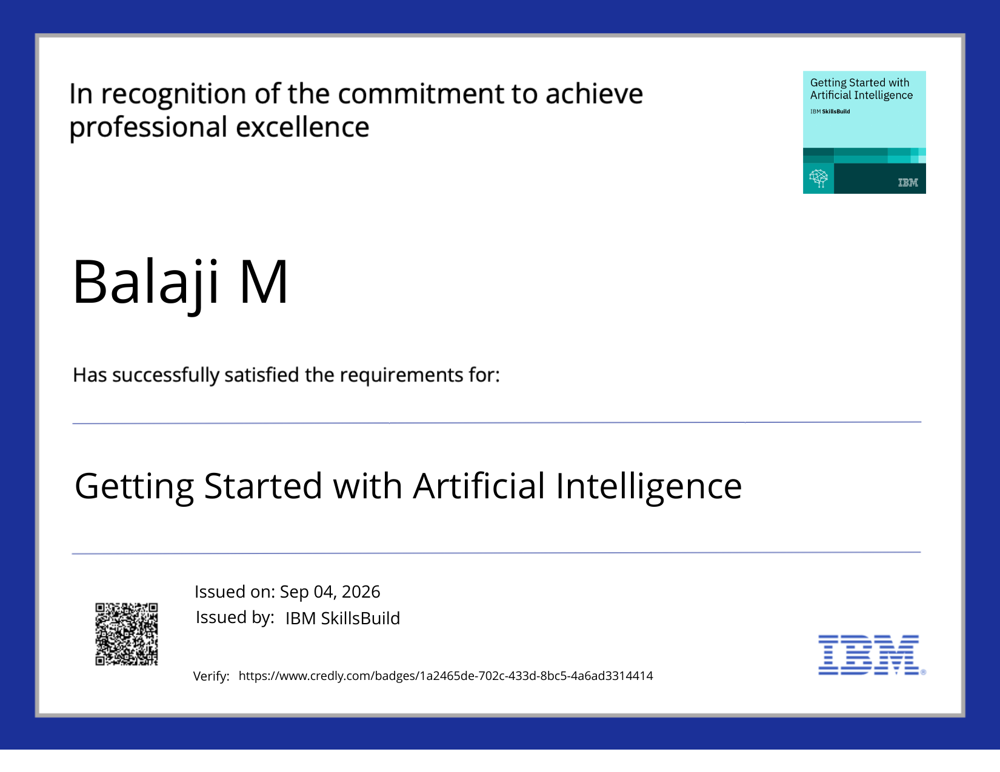 In recognition of the commitment to achieve
professional excellence
Getting Started with
Artificial Intelligence
IBM SkillsBuild
IBM
Balaji M
Has successfully satisfied the requirements for:
Getting Started with Artificial Intelligence
Issued on: Sep 04, 2026
Issued by: IBM SkillsBuild
Verify: https://www.credly.com/badges/1a2465de-702c-433d-8bc5-4a6ad3314414
IBM®